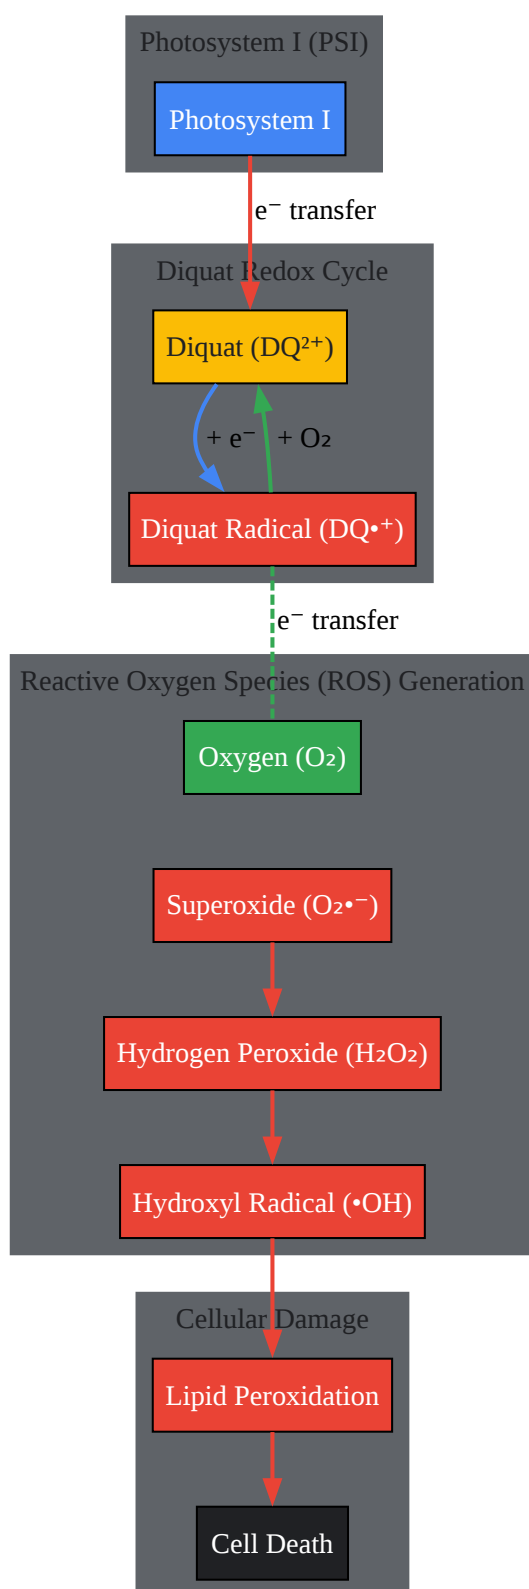 Photosystem I (PSI)
Photosystem I
e⁻ transfer
Diquat Redox Cycle
Diquat (DQ²⁺)
+ e⁻
+ O₂
Diquat Radical (DQ•⁺)
e⁻ transfer
Reactive Oxygen Species (ROS) Generation
Oxygen (O₂)
Superoxide (O₂•⁻)
Hydrogen Peroxide (H₂O₂)
Hydroxyl Radical (•OH)
Cellular Damage
Lipid Peroxidation
Cell Death